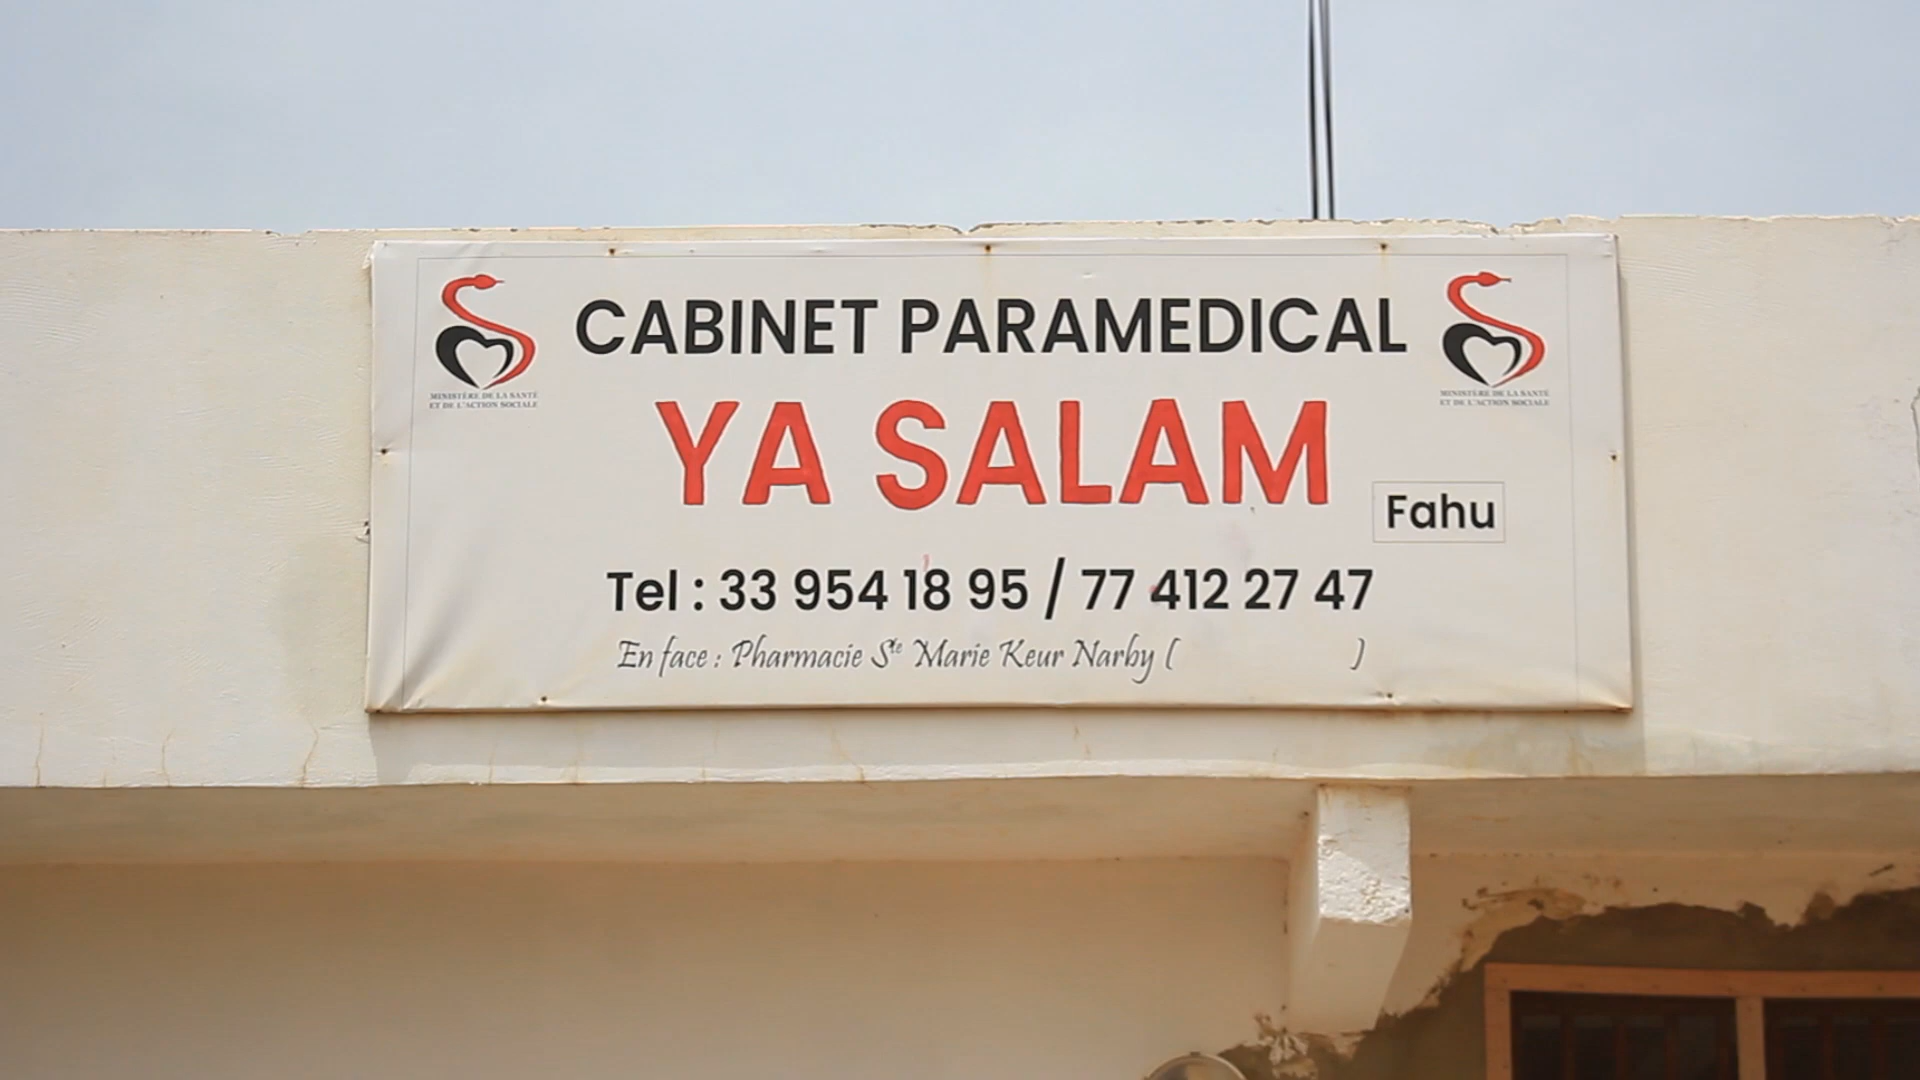 CABINET PARAMEDICAL
MINISTÈRE DE LA SANTÉ
ET DE L'ACTION SOCIALE
MINISTÈRE DE LA SANTÉ
ET DE L'ACTION SOCIALE
YA SALAM
Fahu
Tel : 33 954 18 95 / 77 412 27 47
En face : Pharmacie Ste Marie Keur Narby ( )